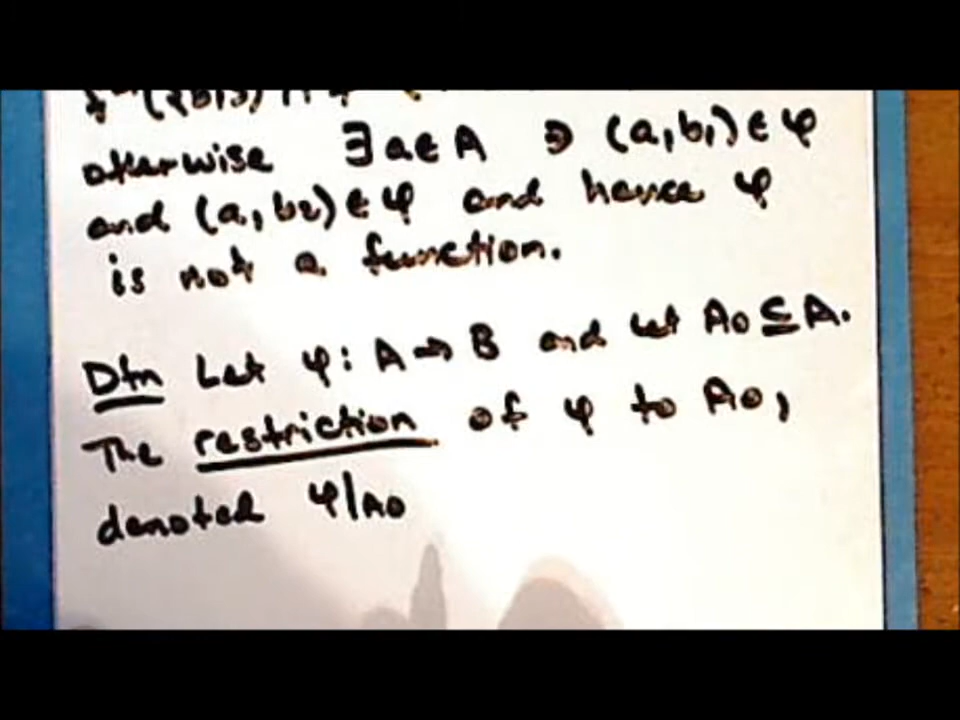 otherwise ∃ a ∈ A ∋ (a, b₁) ∈ φ
and (a, b₂) ∈ φ and hence φ
is not a function.
Dfn Let φ: A → B and let A₀ ⊆ A.
The restriction of φ to A₀,
denoted φ|A₀